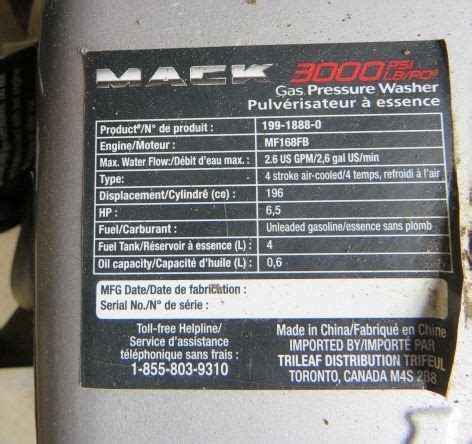 MACK 3000 PSI LB/PO²
Gas Pressure Washer
Pulvérisateur à essence
Product#/N° de produit : 199-1888-0
Engine/Moteur : MF168FB
Max. Water Flow:/Débit d'eau max.: 2.6 US GPM/2,6 gal US/min
Type: 4 stroke air-cooled/4 temps, refroidi à l'air
Displacement/Cylindré (cc) : 196
HP : 6,5
Fuel/Carburant : Unleaded gasoline/essence sans plomb
Fuel Tank/Réservoir à essence (L) : 4
Oil capacity/Capacité d'huile (L) : 0,6
MFG Date/Date de fabrication :
Serial No./N° de série :
Toll-free Helpline/
Service d'assistance
téléphonique sans frais :
1-855-803-9310
Made in China/Fabriqué en Chine
IMPORTED BY/IMPORTÉ PAR
TRILEAF DISTRIBUTION TRIFEUIL
TORONTO, CANADA M4S 2B8